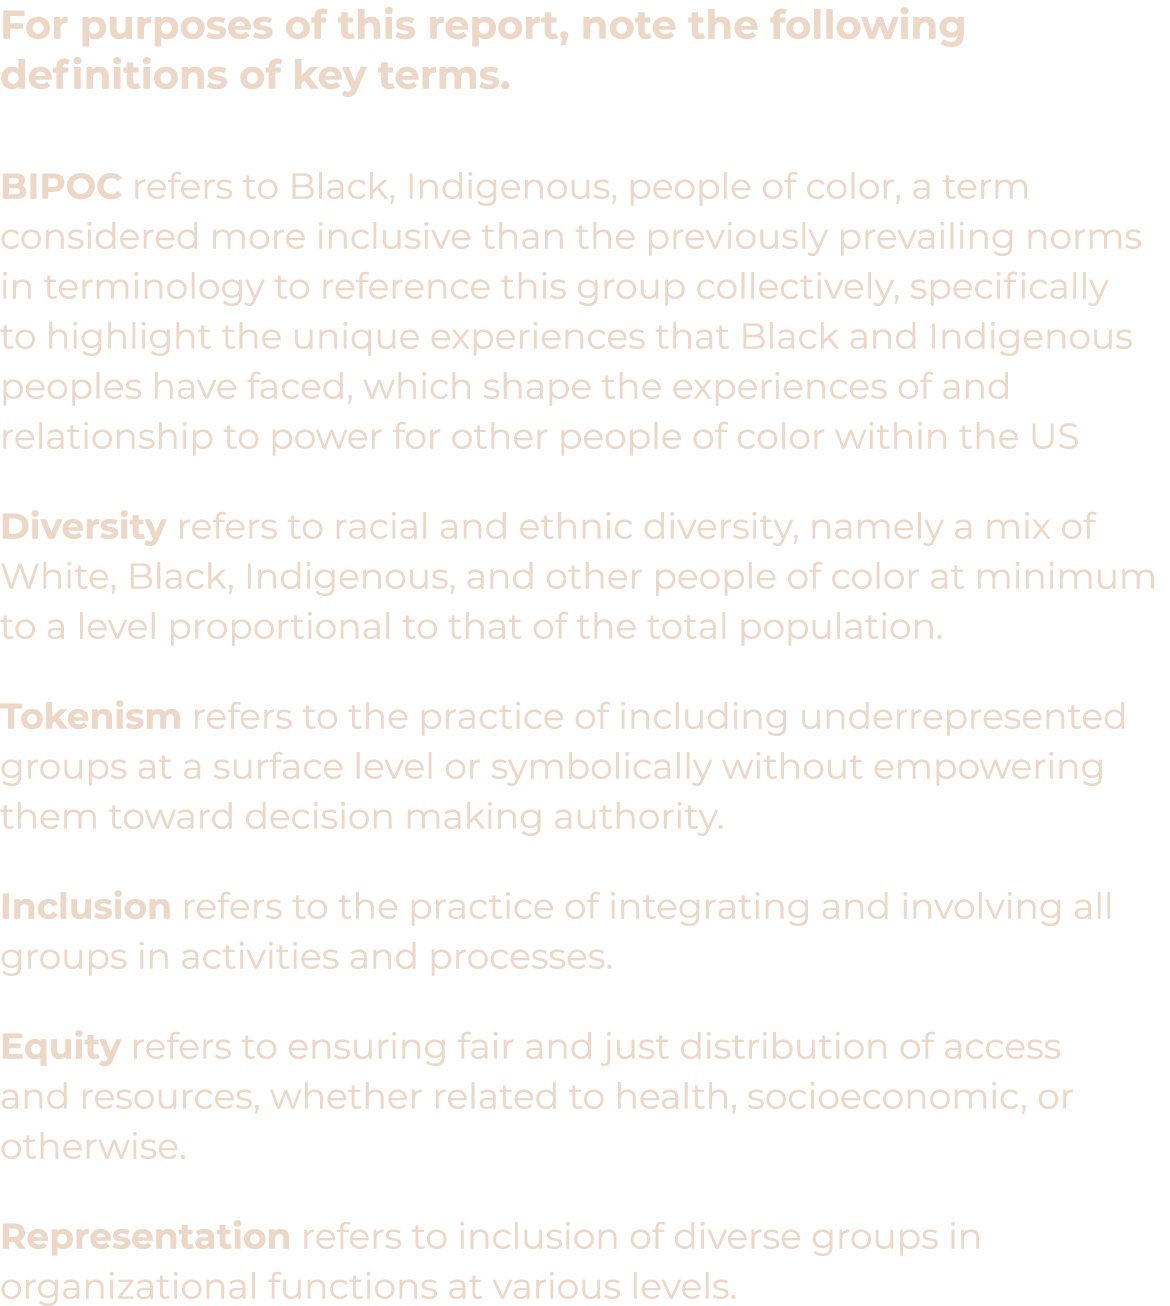 For purposes of this report, note the following
definitions of key terms.
BIPOC refers to Black, Indigenous, people of color, a term
considered more inclusive than the previously prevailing norms
in terminology to reference this group collectively, specifically
to highlight the unique experiences that Black and Indigenous
peoples have faced, which shape the experiences of and
relationship to power for other people of color within the US
Diversity refers to racial and ethnic diversity, namely a mix of
White, Black, Indigenous, and other people of color at minimum
to a level proportional to that of the total population.
Tokenism refers to the practice of including underrepresented
groups at a surface level or symbolically without empowering
them toward decision making authority.
Inclusion refers to the practice of integrating and involving all
groups in activities and processes.
Equity refers to ensuring fair and just distribution of access
and resources, whether related to health, socioeconomic, or
otherwise.
Representation refers to inclusion of diverse groups in
organizational functions at various levels.